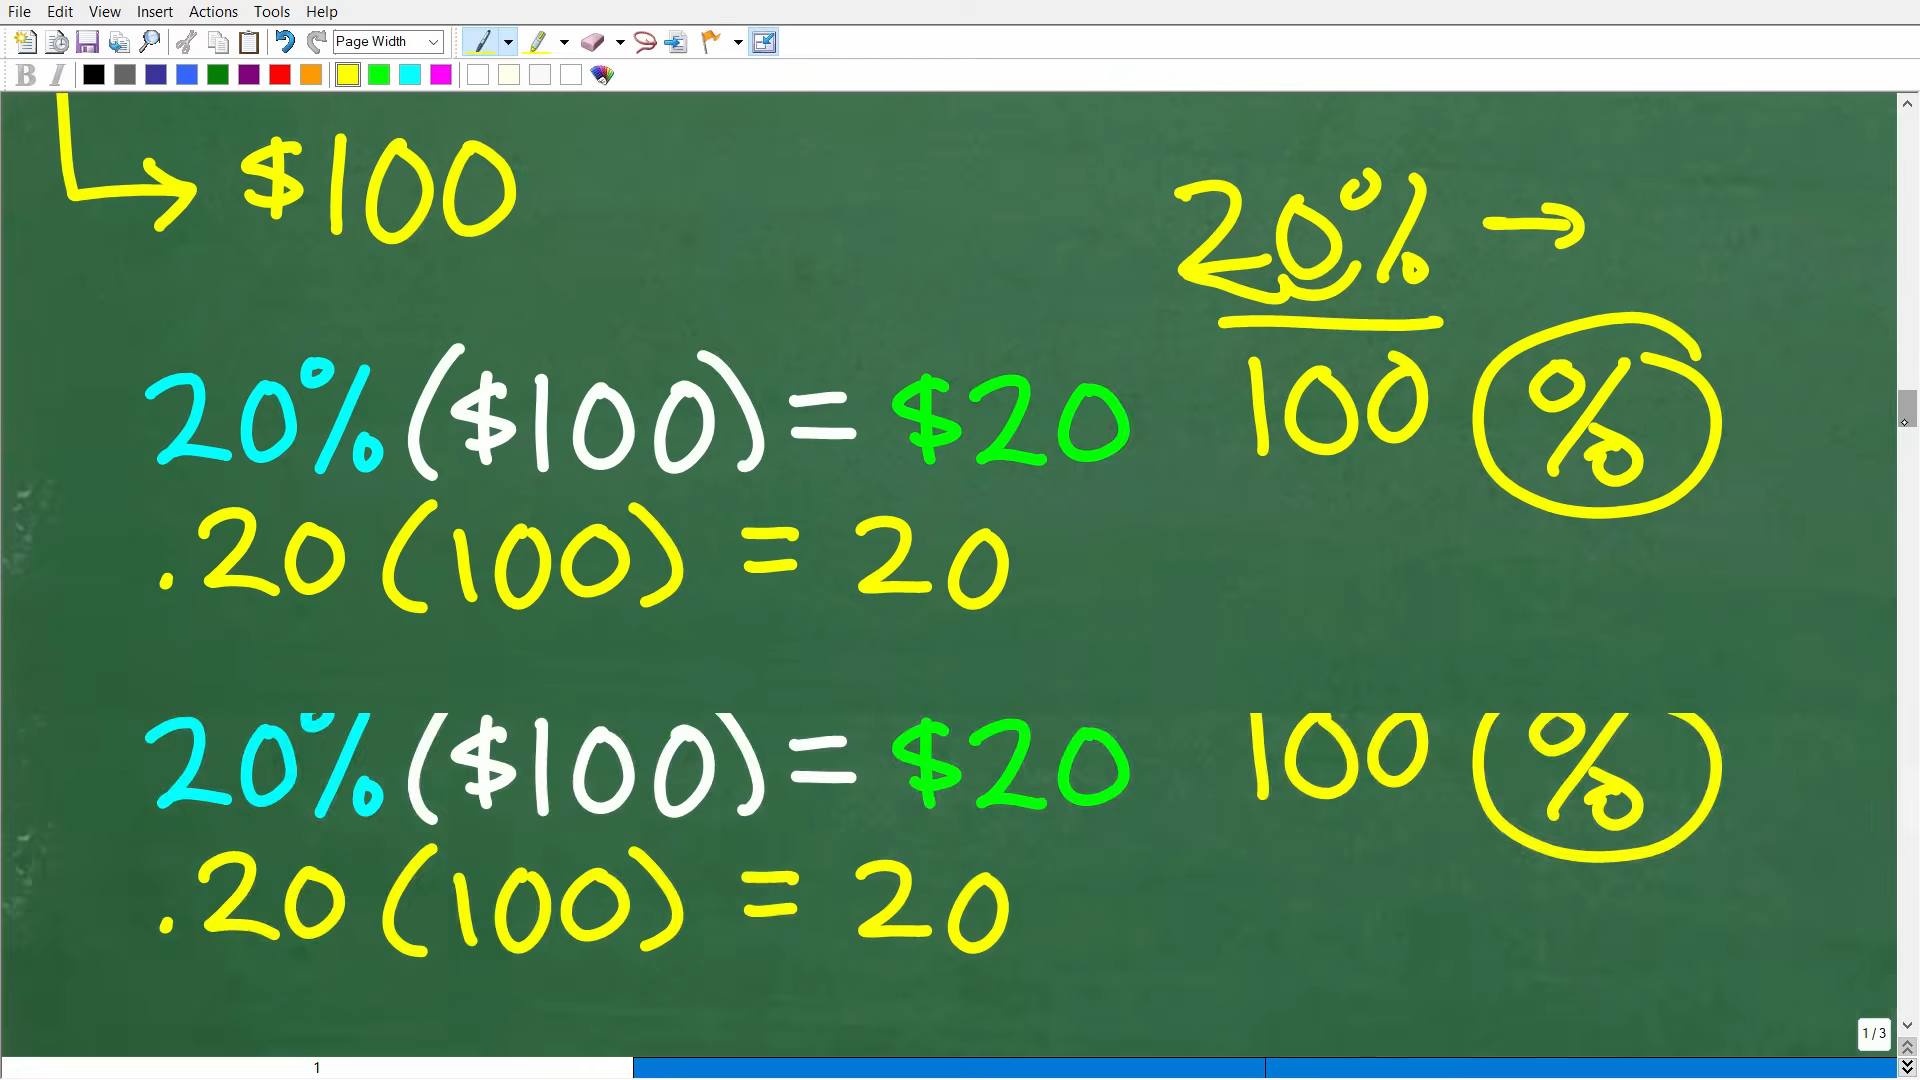 File Edit View Insert Actions Tools Help
Page Width
B I
$100
20% →
100 %
20%($100)= $20
.20 (100) = 20
20%($100)= $20
100 %
.20 (100) = 20
1 / 3
1